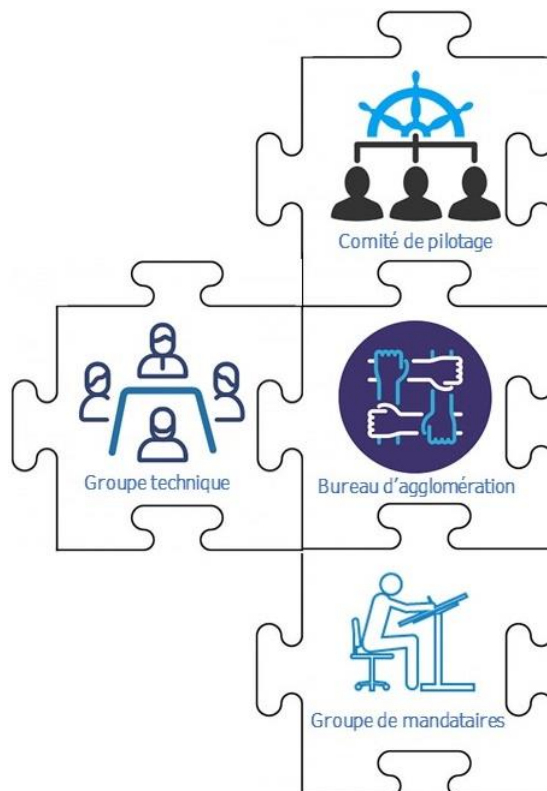 Comité de pilotage
Groupe technique
Bureau d'agglomération
Groupe de mandataires